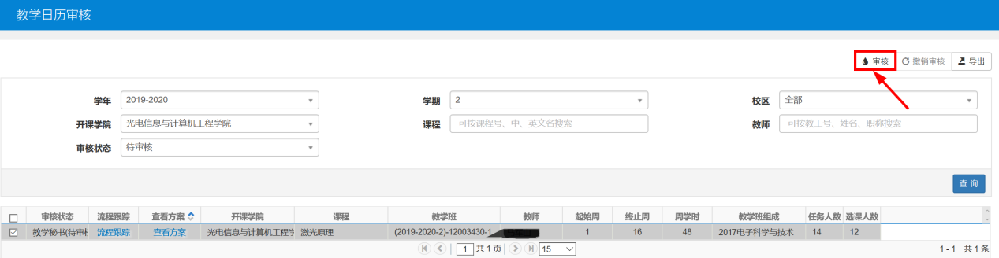 教学日历审核
审核 撤销审核 导出
学年 2019-2020 学期 2 校区 全部
开课学院 光电信息与计算机工程学院 课程 可按课程号、中、英文名搜索 教师 可按教工号、姓名、职称搜索
审核状态 待审核
查询
审核状态 流程跟踪 查看方案 开课学院 课程 教学班 教师 起始周 终止周 周学时 教学班组成 任务人数 选课人数
教学秘书(待审核 流程跟踪 查看方案 光电信息与计算机工程学 激光原理 (2019-2020-2)-12003430-1 1 16 48 2017电子科学与技术 14 12
1 共1页 15 1-1 共1条